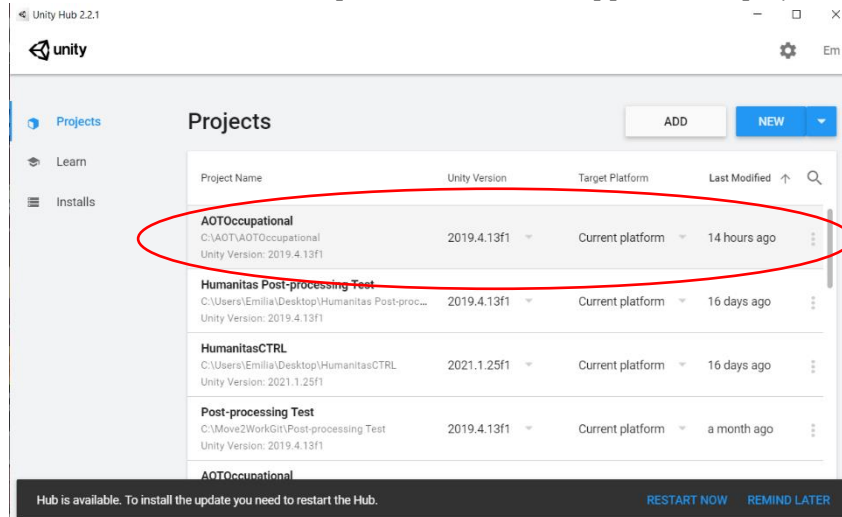 Unity Hub 2.2.1
unity
Em
Projects
Learn
Installs
Projects
ADD
NEW
Project Name Unity Version Target Platform Last Modified
AOTOccupational
C:\AOT\AOTOccupational 2019.4.13f1 Current platform 14 hours ago
Unity Version: 2019.4.13f1
Humanitas Post-processing Test
C:\Users\Emilia\Desktop\Humanitas Post-proc... 2019.4.13f1 Current platform 16 days ago
Unity Version: 2019.4.13f1
HumanitasCTRL
C:\Users\Emilia\Desktop\HumanitasCTRL 2021.1.25f1 Current platform 16 days ago
Unity Version: 2021.1.25f1
Post-processing Test
C:\Move2WorkGit\Post-processing Test 2019.4.13f1 Current platform a month ago
Unity Version: 2019.4.13f1
AOTOccupational
Hub is available. To install the update you need to restart the Hub. RESTART NOW REMIND LATER